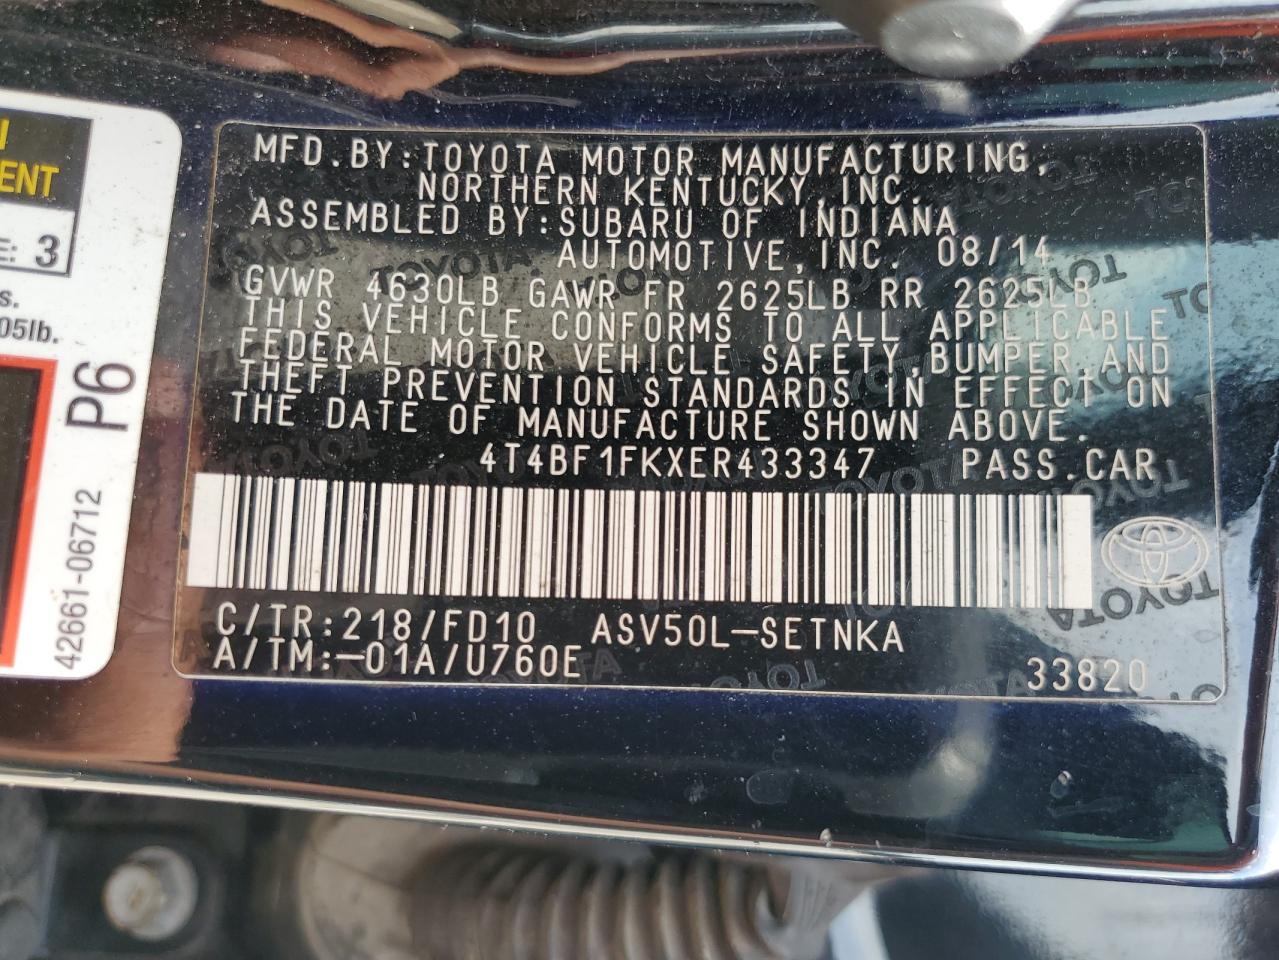 MFD.BY:TOYOTA MOTOR MANUFACTURING,
NORTHERN KENTUCKY,INC.
ASSEMBLED BY:SUBARU OF INDIANA
AUTOMOTIVE,INC. 08/14
GVWR 4630LB GAWR FR 2625LB RR 2625LB
THIS VEHICLE CONFORMS TO ALL APPLICABLE
FEDERAL MOTOR VEHICLE SAFETY,BUMPER,AND
THEFT PREVENTION STANDARDS IN EFFECT ON
THE DATE OF MANUFACTURE SHOWN ABOVE.
4T4BF1FKXER433347 PASS.CAR
C/TR:218/FD10 ASV50L-SETNKA
A/TM:-01A/U760E
33820
ENT
E: 3
s.
05lb.
P6
42661-06712
TOYOTA